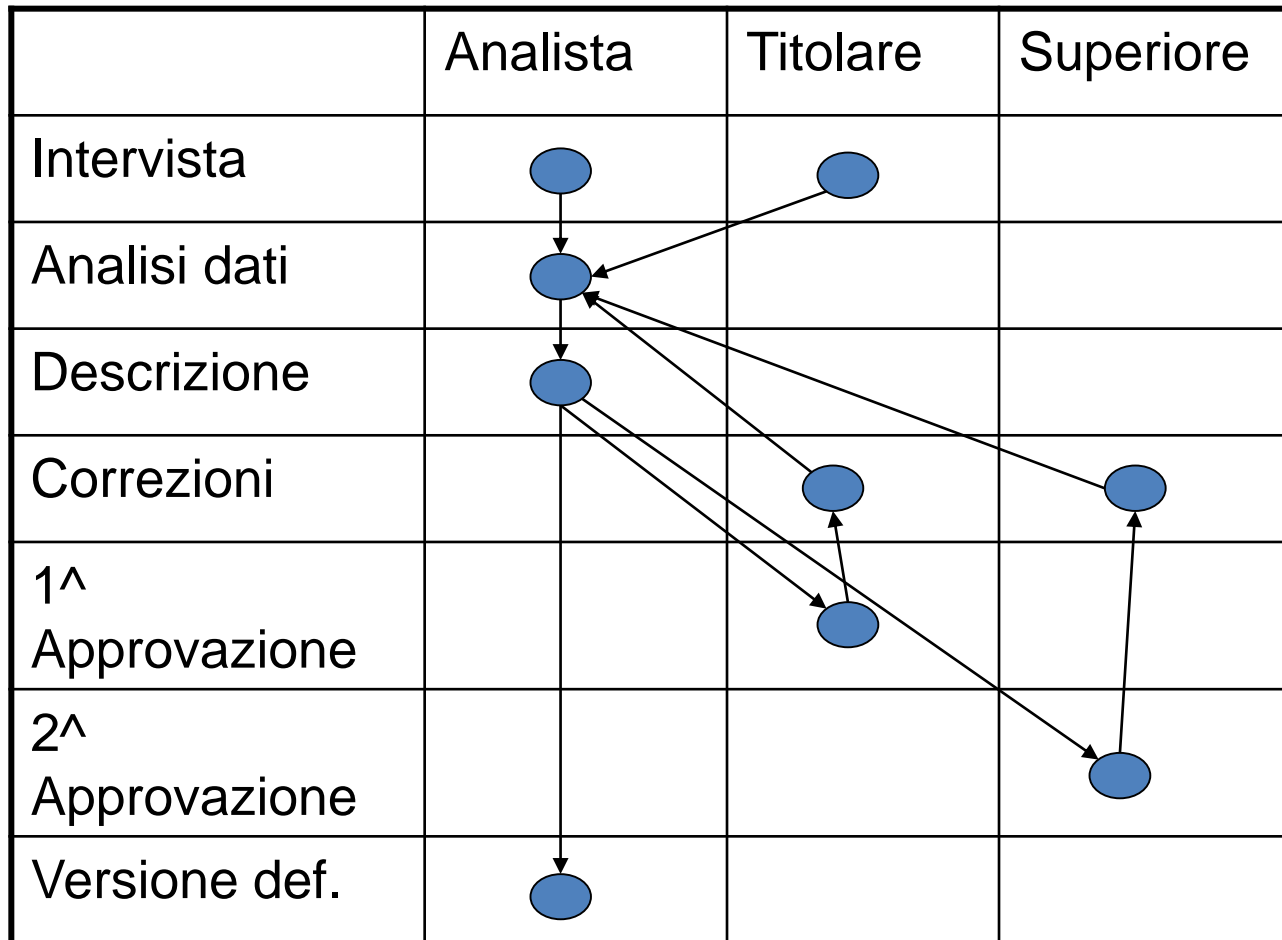 Analista Titolare Superiore
Intervista
Analisi dati
Descrizione
Correzioni
1^
Approvazione
2^
Approvazione
Versione def.